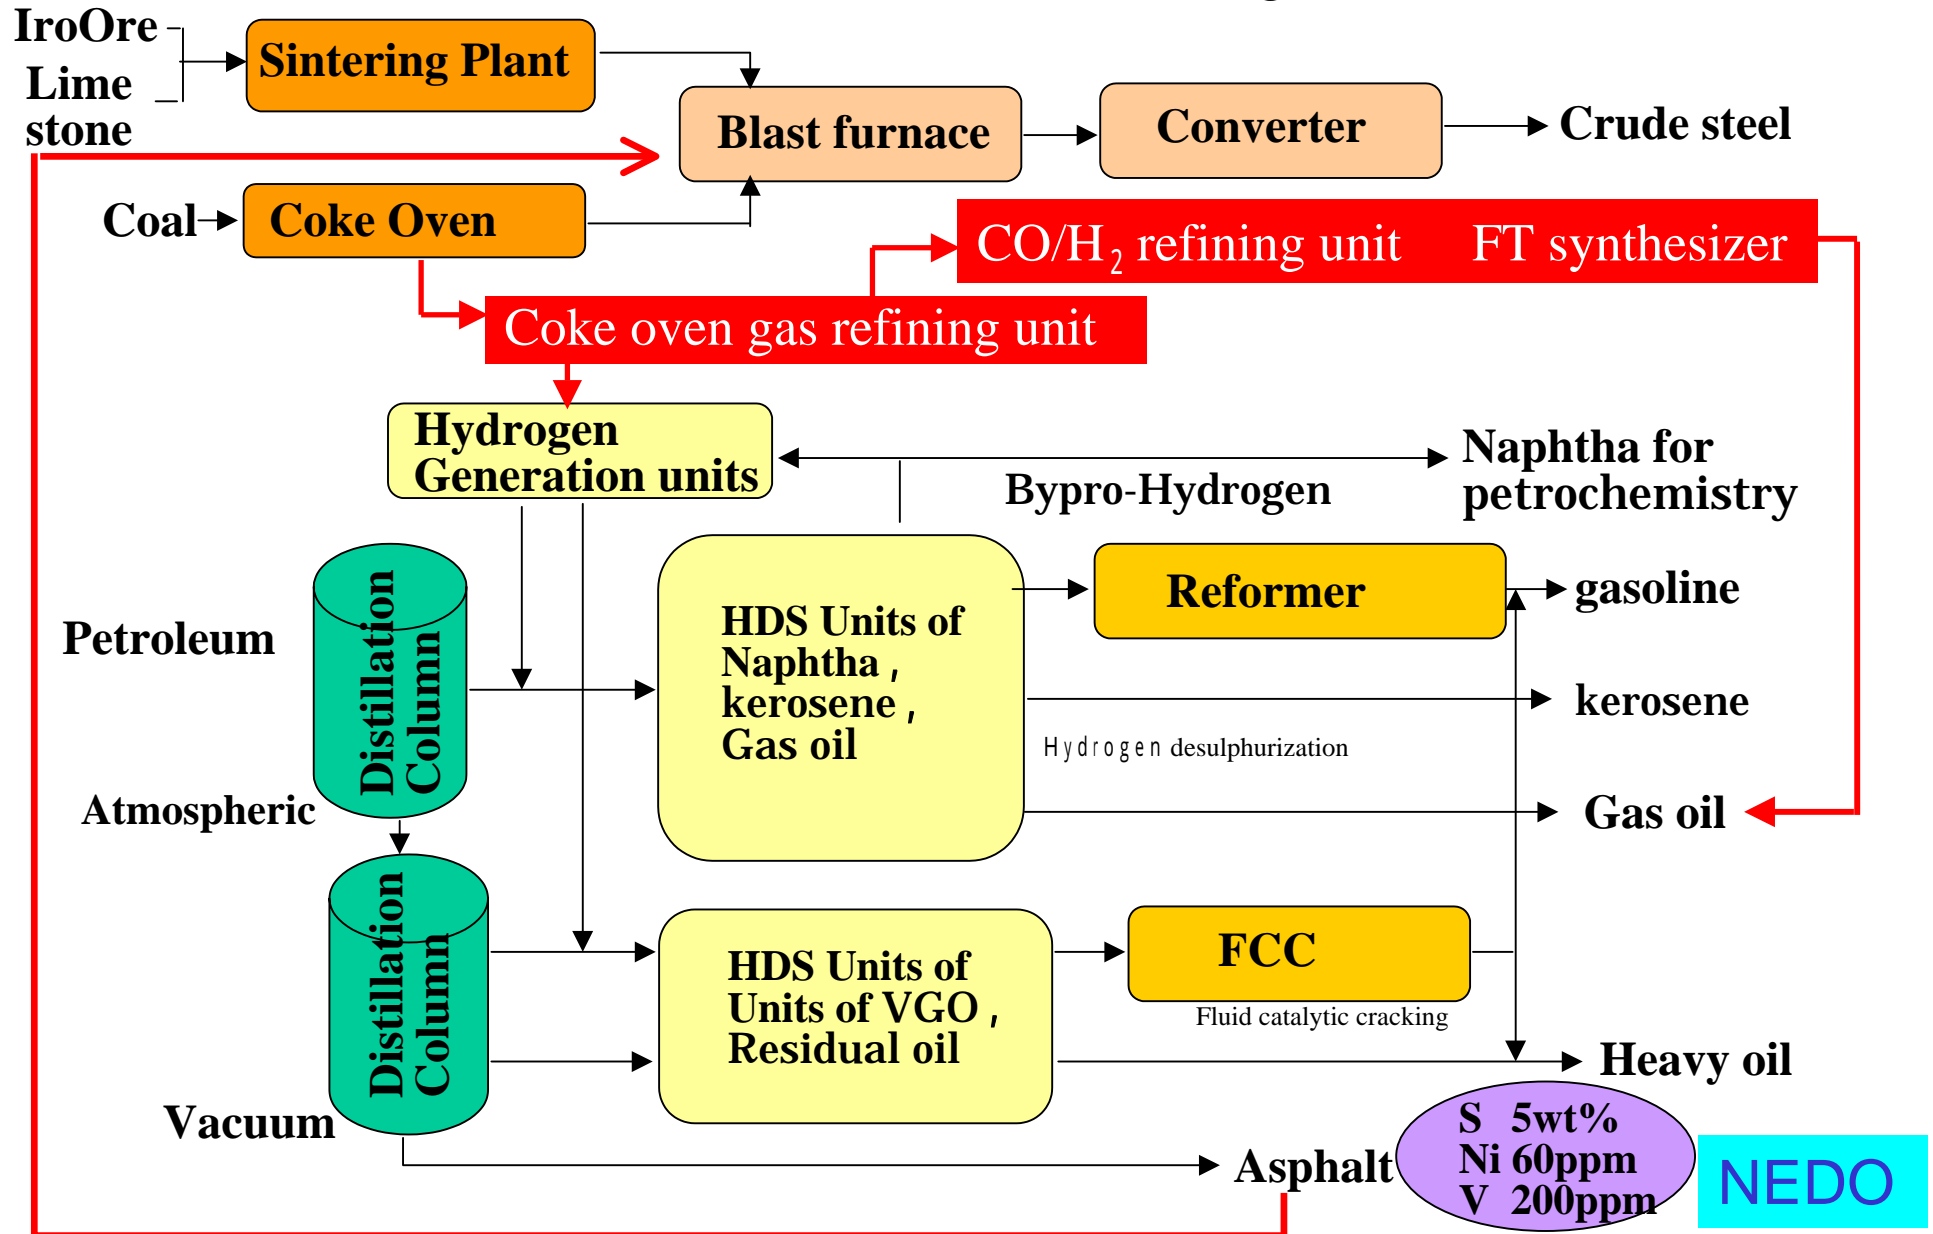 IroOre
Lime
stone
Sintering Plant
Blast furnace
Converter
Crude steel
Coal
Coke Oven
CO/H₂ refining unit FT synthesizer
Coke oven gas refining unit
Hydrogen
Generation units
Bypro-Hydrogen
Naphtha for
petrochemistry
Petroleum
Distillation
Column
HDS Units of
Naphtha ,
kerosene ,
Gas oil
Reformer
gasoline
kerosene
Hydrogen desulphurization
Gas oil
Atmospheric
Distillation
Column
HDS Units of
Units of VGO ,
Residual oil
FCC
Fluid catalytic cracking
Heavy oil
Vacuum
Asphalt
S 5wt%
Ni 60ppm
V 200ppm
NEDO